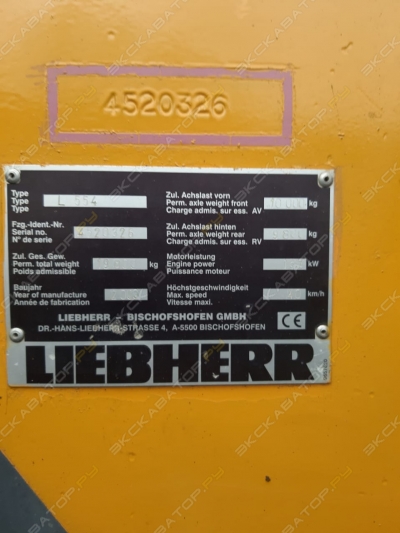 4520326
Type
Type
Type
L 554
Fzg.-Ident.-Nr.
Serial no.
N° de serie
Zul. Ges. Gew.
Perm. total weight
Poids admissible
kg
Baujahr
Year of manufacture
Année de fabrication
Zul. Achslast vorn
Perm. axle weight front
Charge admis. sur ess. AV
kg
Zul. Achslast hinten
Perm. axle weight rear
Charge admis. sur ess. RV
kg
Motorleistung
Engine power
Puissance moteur
kW
Höchstgeschwindigkeit
Max. speed
Vitesse maxi.
km/h
LIEBHERR – BISCHOFSHOFEN GMBH
DR.-HANS-LIEBHERR-STRASSE 4, A-5500 BISCHOFSHOFEN
CE
LIEBHERR
ЭКСКАВАТОР.РУ